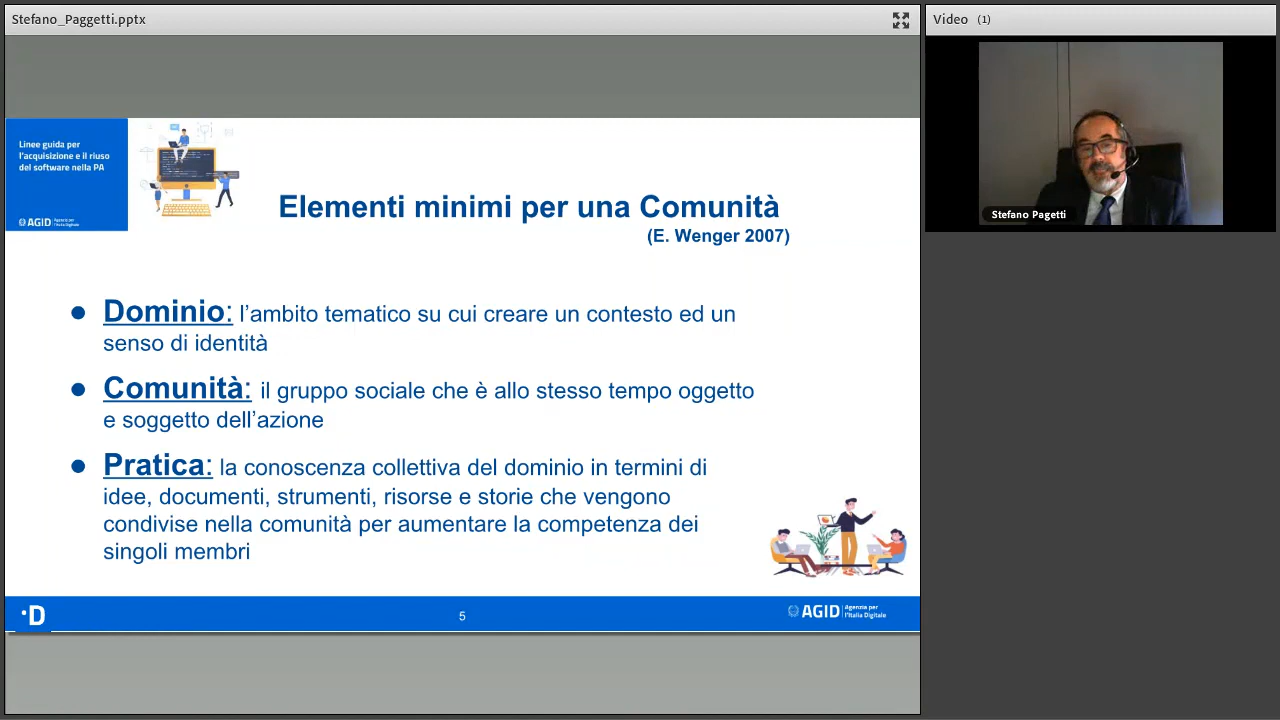 Stefano_Paggetti.pptx
Video (1)
Linee guida per
l'acquisizione e il riuso
del software nella PA
AGID Agenzia per
l'Italia Digitale
Elementi minimi per una Comunità
(E. Wenger 2007)
Stefano Pagetti
● Dominio: l’ambito tematico su cui creare un contesto ed un
senso di identità
● Comunità: il gruppo sociale che è allo stesso tempo oggetto
e soggetto dell’azione
● Pratica: la conoscenza collettiva del dominio in termini di
idee, documenti, strumenti, risorse e storie che vengono
condivise nella comunità per aumentare la competenza dei
singoli membri
·D
5
AGID Agenzia per
l'Italia Digitale